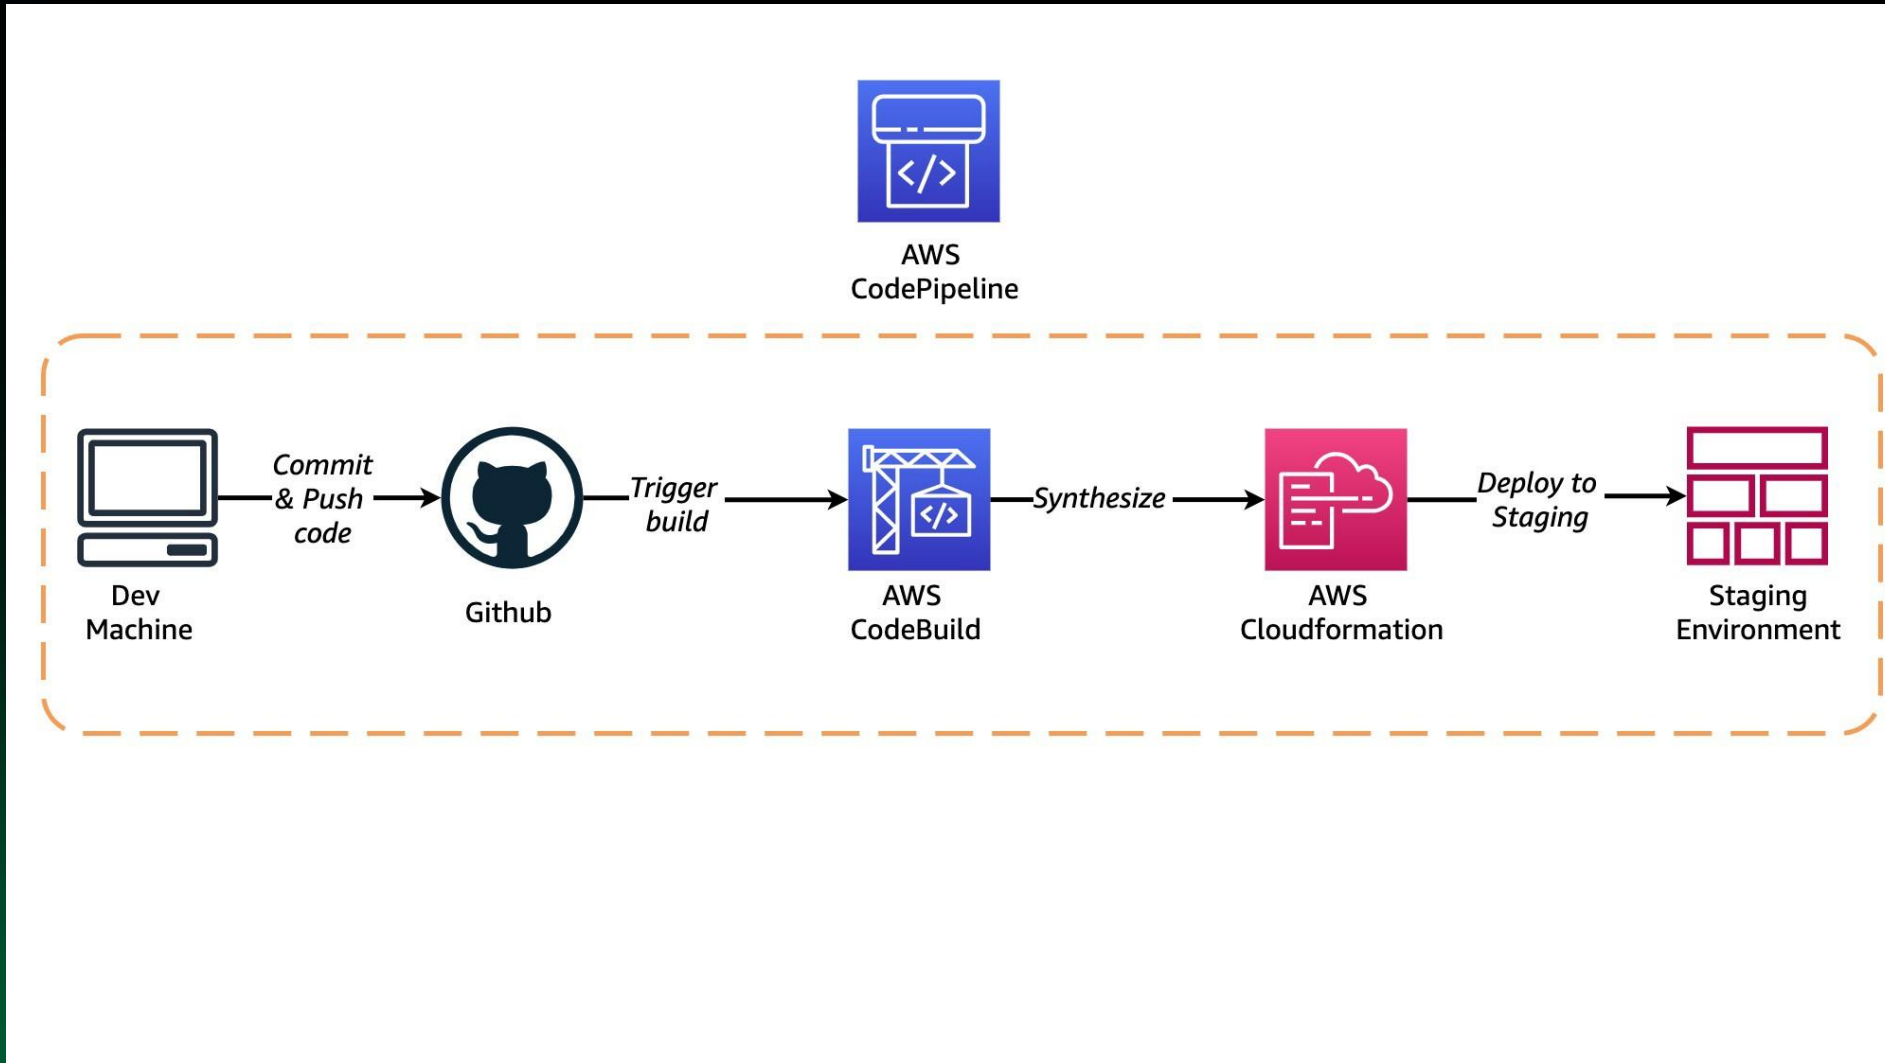 AWS
CodePipeline
Commit
& Push
code
Trigger
build
Synthesize
Deploy to
Staging
Dev
Machine
Github
AWS
CodeBuild
AWS
Cloudformation
Staging
Environment